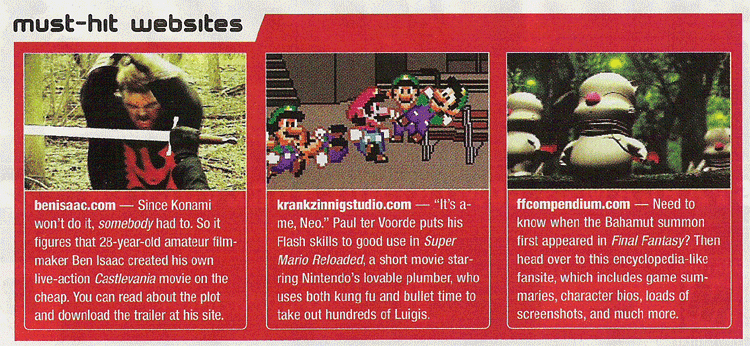 must-hit websites
benisaac.com — Since Konami
won't do it, somebody had to. So it
figures that 28-year-old amateur film-
maker Ben Isaac created his own
live-action Castlevania movie on the
cheap. You can read about the plot
and download the trailer at his site.
krankzinnigstudio.com — "It's a-
me, Neo." Paul ter Voorde puts his
Flash skills to good use in Super
Mario Reloaded, a short movie star-
ring Nintendo's lovable plumber, who
uses both kung fu and bullet time to
take out hundreds of Luigis.
ffcompendium.com — Need to
know when the Bahamut summon
first appeared in Final Fantasy? Then
head over to this encyclopedia-like
fansite, which includes game sum-
maries, character bios, loads of
screenshots, and much more.